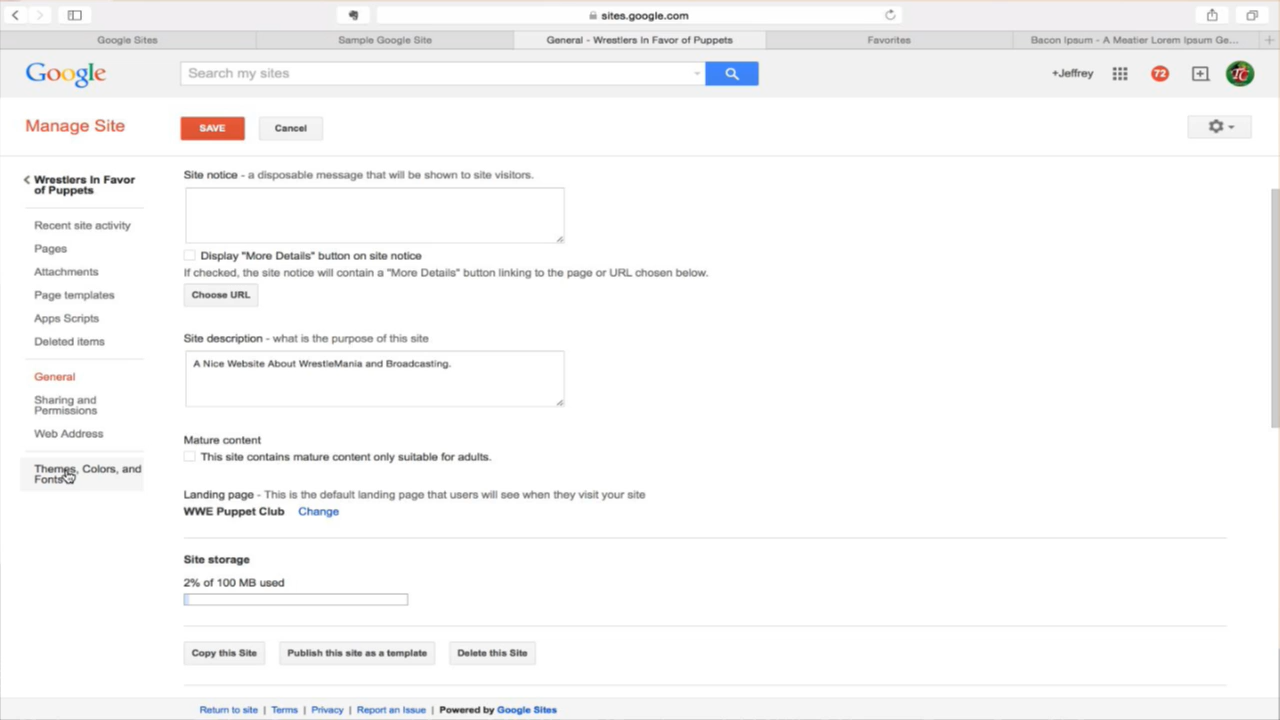 sites.google.com
Google Sites
Sample Google Site
General - Wrestlers In Favor of Puppets
Favorites
Bacon Ipsum - A Meatier Lorem Ipsum Ge...
Google
Search my sites
+Jeffrey
72
TC
Manage Site
SAVE
Cancel
Wrestlers In Favor
of Puppets
Recent site activity
Pages
Attachments
Page templates
Apps Scripts
Deleted items
General
Sharing and
Permissions
Web Address
Themes, Colors, and
Fonts
Site notice - a disposable message that will be shown to site visitors.
Display "More Details" button on site notice
If checked, the site notice will contain a "More Details" button linking to the page or URL chosen below.
Choose URL
Site description - what is the purpose of this site
A Nice Website About WrestleMania and Broadcasting.
Mature content
This site contains mature content only suitable for adults.
Landing page - This is the default landing page that users will see when they visit your site
WWE Puppet Club Change
Site storage
2% of 100 MB used
Copy this Site
Publish this site as a template
Delete this Site
Return to site | Terms | Privacy | Report an Issue | Powered by Google Sites